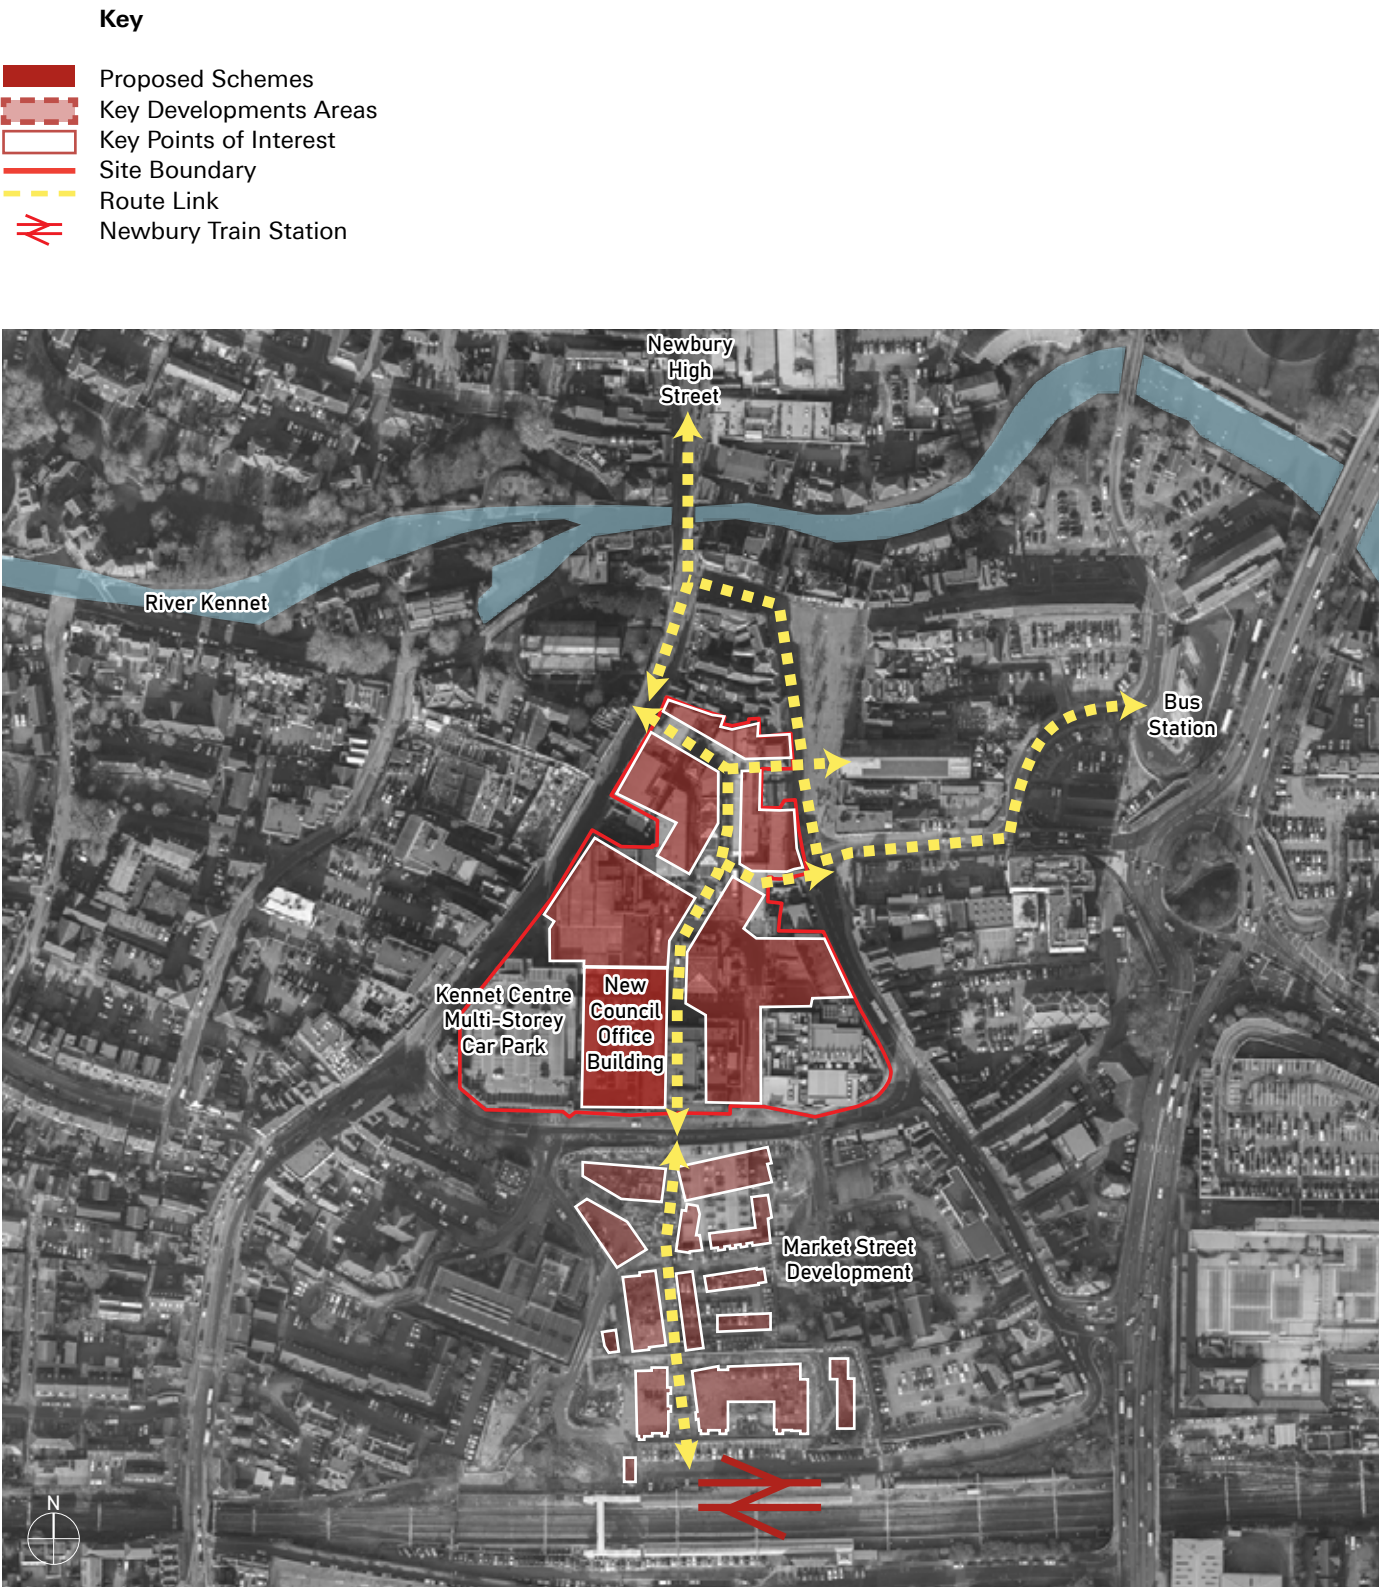 Key
Proposed Schemes
Key Developments Areas
Key Points of Interest
Site Boundary
Route Link
Newbury Train Station
Newbury
High
Street
River Kennet
Bus
Station
Kennet Centre
Multi-Storey
Car Park
New
Council
Office
Building
Market Street
Development
N